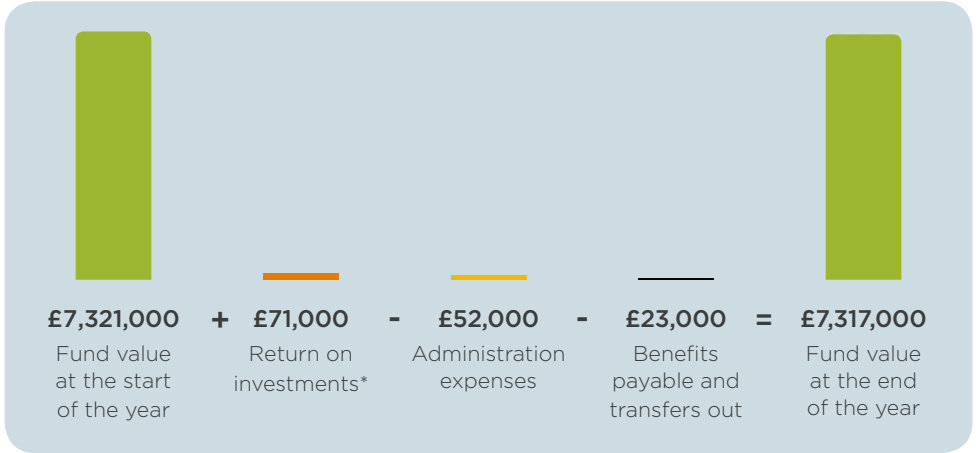 £7,321,000 + £71,000 - £52,000 - £23,000 = £7,317,000
Fund value
at the start
of the year
Return on
investments*
Administration
expenses
Benefits
payable and
transfers out
Fund value
at the end
of the year